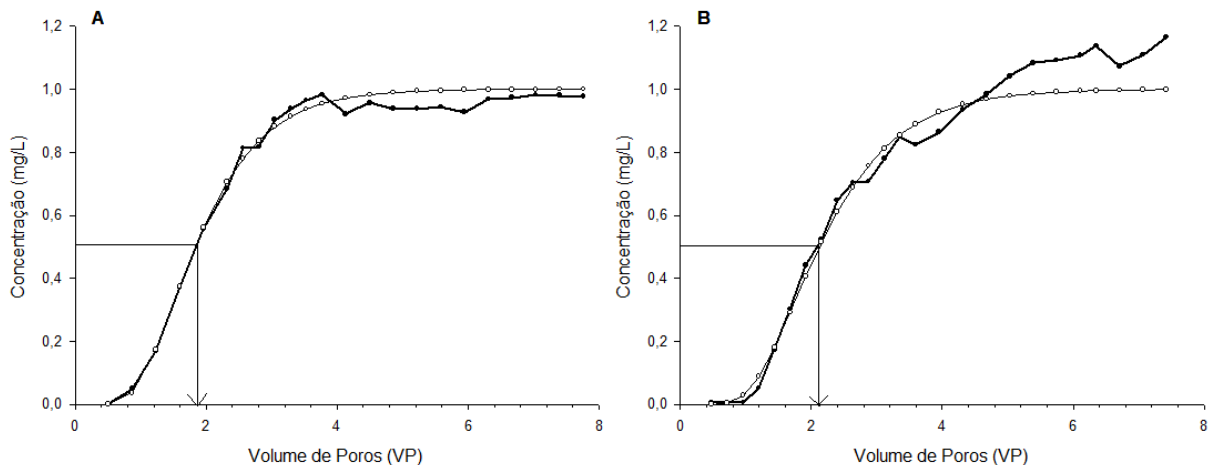 A
Concentração (mg/L)
1,2
1,0
0,8
0,6
0,4
0,2
0,0
0 2 4 6 8
Volume de Poros (VP)
B
Concentração (mg/L)
1,2
1,0
0,8
0,6
0,4
0,2
0,0
0 2 4 6 8
Volume de Poros (VP)